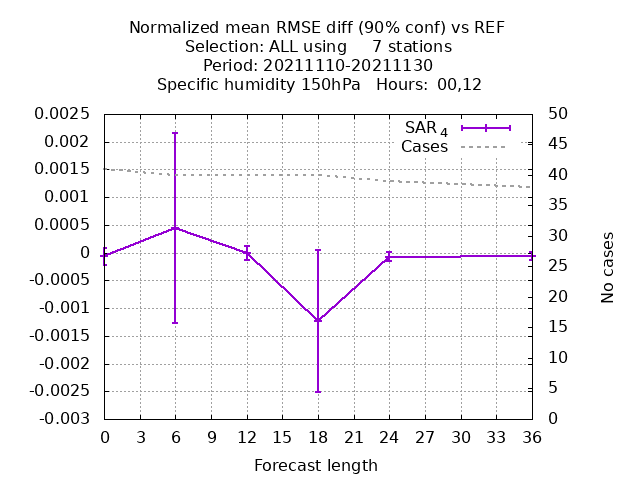 Normalized mean RMSE diff (90% conf) vs REF
Selection: ALL using     7 stations
Period: 20211110-20211130
Specific humidity 150hPa   Hours:  00,12
SAR 4
Cases
0.0025
0.002
0.0015
0.001
0.0005
0
-0.0005
-0.001
-0.0015
-0.002
-0.0025
-0.003
50
45
40
35
30
25
20
15
10
5
0
No cases
0 3 6 9 12 15 18 21 24 27 30 33 36
Forecast length